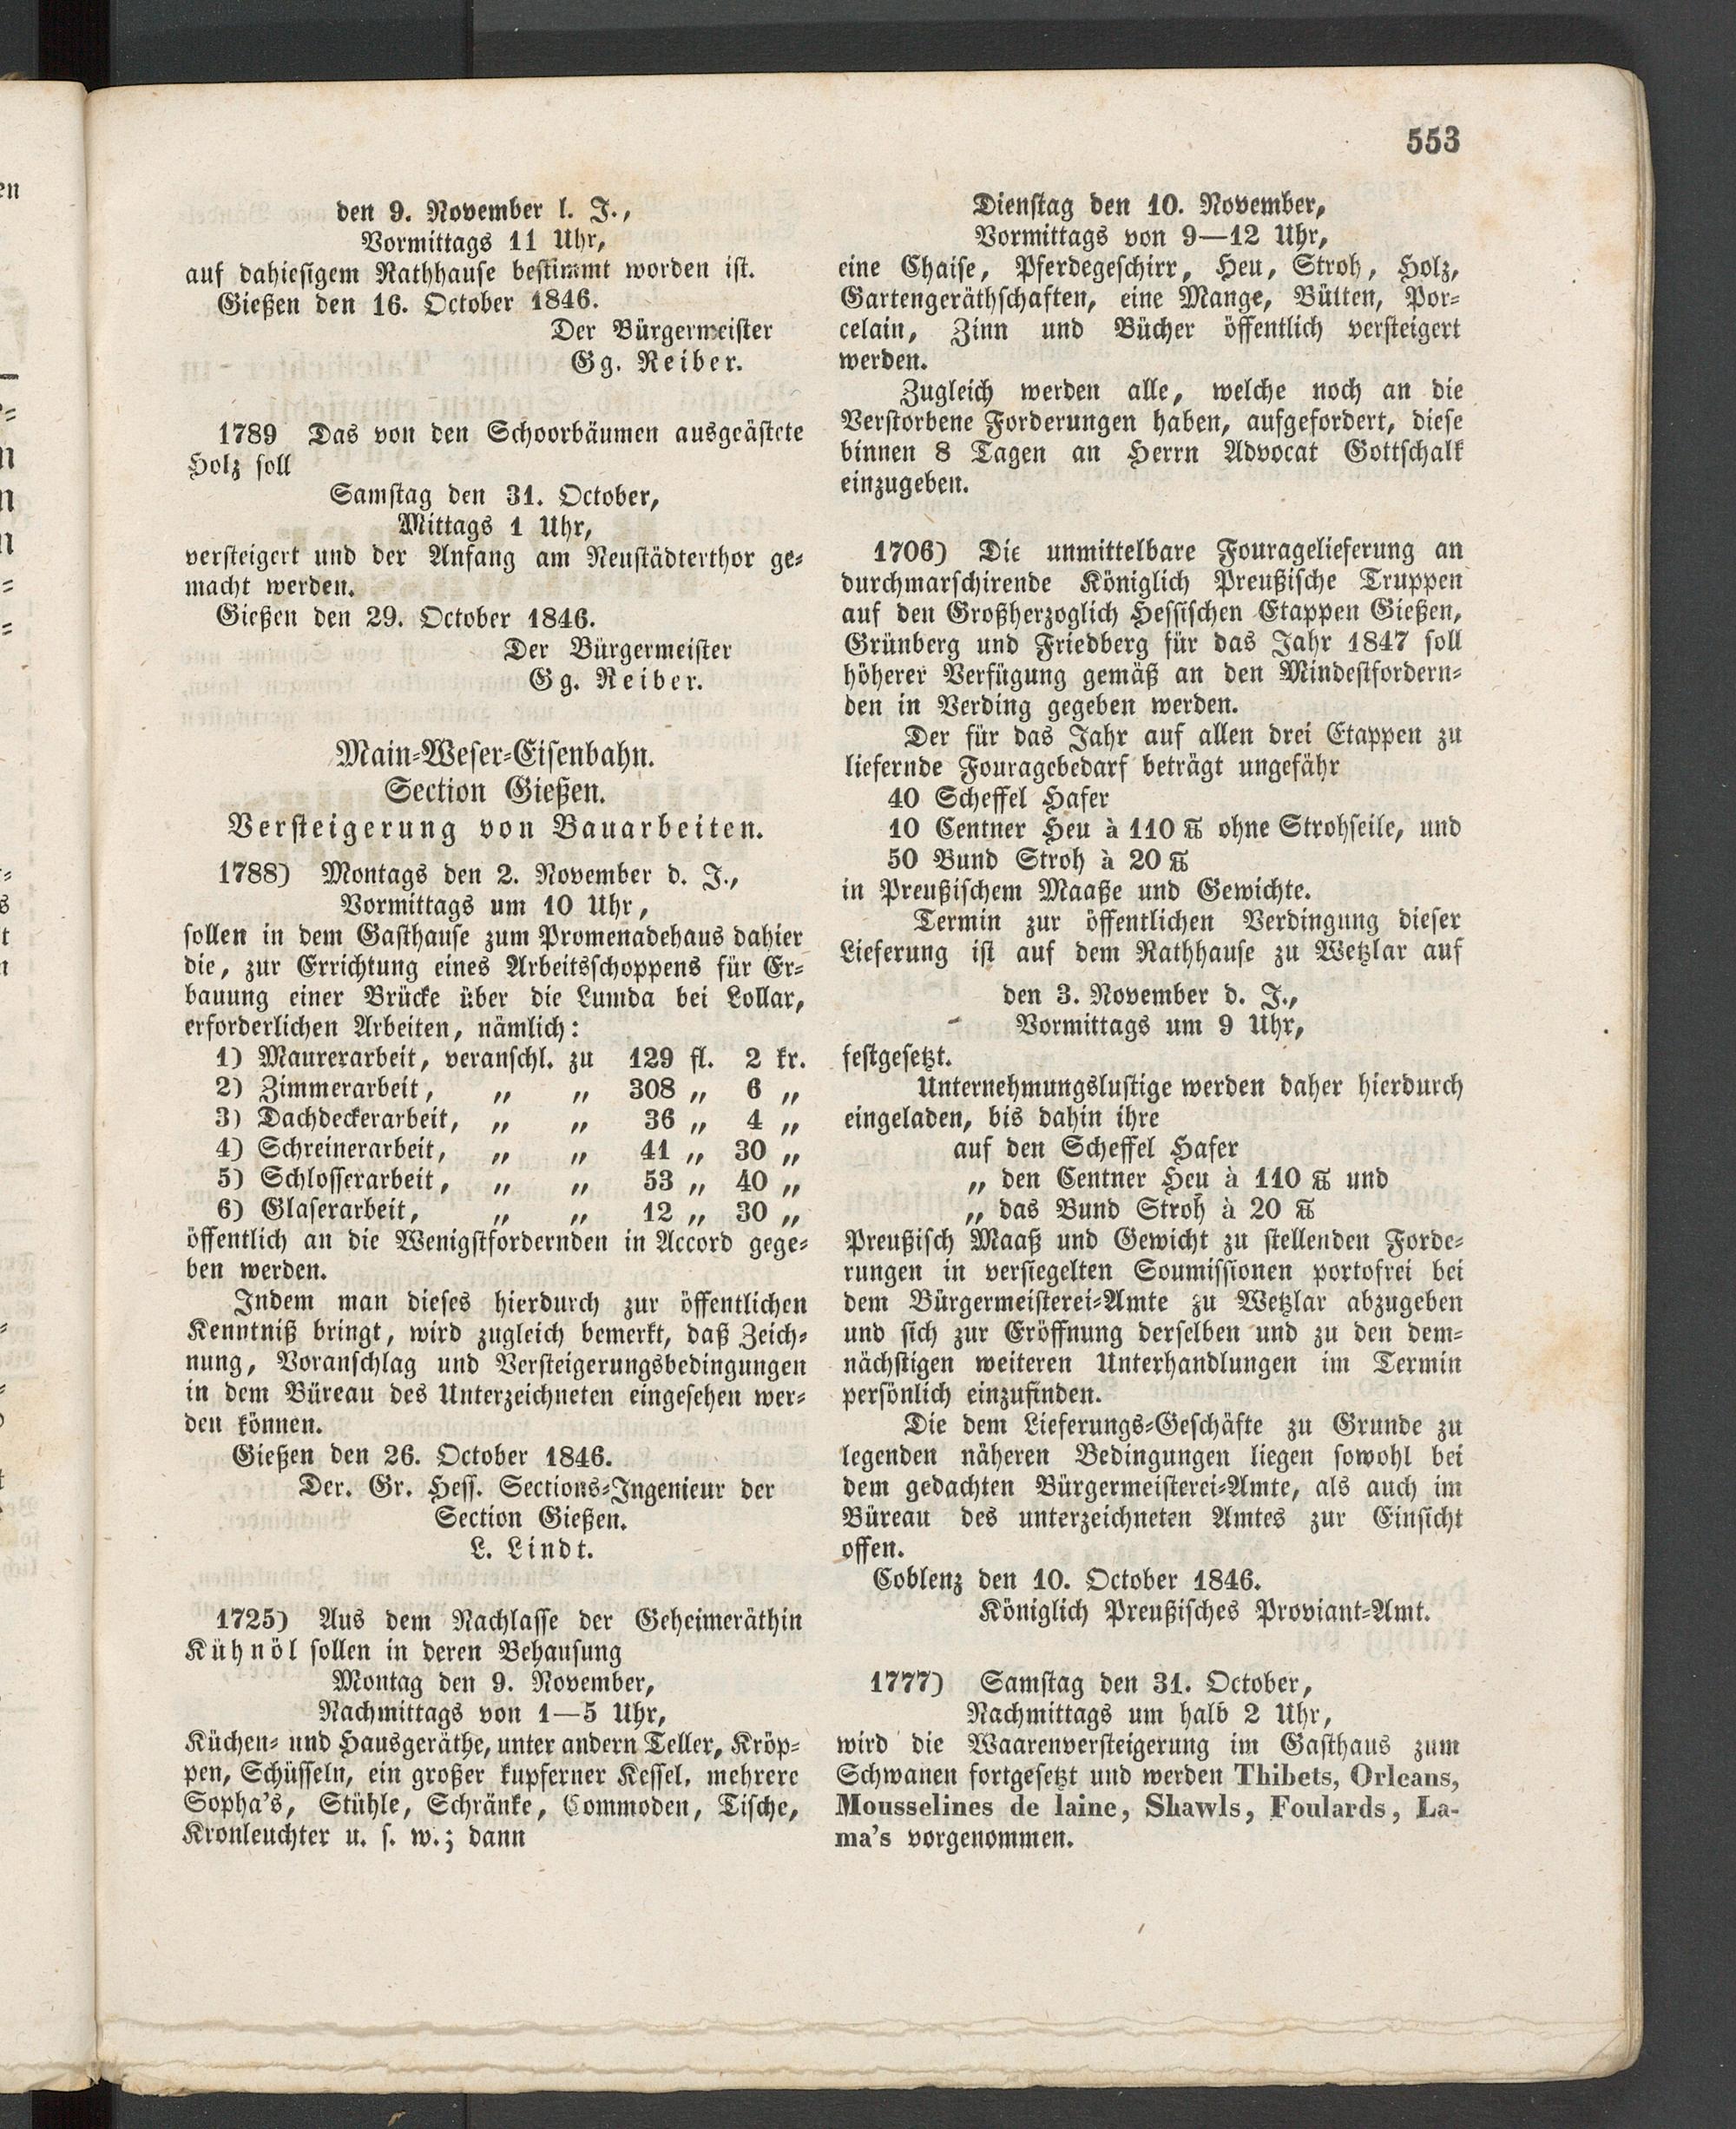 553
den 9. November l. J.,
Vormittags 11 Uhr,
auf dahiesigem Rathhause bestimmt worden ist.
Gießen den 16. October 1846.
Der Bürgermeister
Gg. Reiber.
1789 Das von den Schoorbäumen ausgeästete
Holz soll
Samstag den 31. October,
Mittags 1 Uhr,
versteigert und der Anfang am Neustädterthor ge-
macht werden.
Gießen den 29. October 1846.
Der Bürgermeister
Gg. Reiber.
Main-Weser-Eisenbahn.
Section Gießen.
Versteigerung von Bauarbeiten.
1788) Montags den 2. November d. J.,
Vormittags um 10 Uhr,
sollen in dem Gasthause zum Promenadehaus dahier
die, zur Errichtung eines Arbeitsschoppens für Er-
bauung einer Brücke über die Lumda bei Lollar,
erforderlichen Arbeiten, nämlich:
1) Maurerarbeit, veranschl. zu 129 fl. 2 kr.
2) Zimmerarbeit, „ „ 308 „ 6 „
3) Dachdeckerarbeit, „ „ 36 „ 4 „
4) Schreinerarbeit, „ „ 41 „ 30 „
5) Schlosserarbeit, „ „ 53 „ 40 „
6) Glaserarbeit, „ „ 12 „ 30 „
öffentlich an die Wenigstfordernden in Accord gege-
ben werden.
Indem man dieses hierdurch zur öffentlichen
Kenntniß bringt, wird zugleich bemerkt, daß Zeich-
nung, Voranschlag und Versteigerungsbedingungen
in dem Büreau des Unterzeichneten eingesehen wer-
den können.
Gießen den 26. October 1846.
Der. Gr. Hess. Sections-Ingenieur der
Section Gießen.
L. Lindt.
1725) Aus dem Nachlasse der Geheimeräthin
Kühnöl sollen in deren Behausung
Montag den 9. November,
Nachmittags von 1—5 Uhr,
Küchen- und Hausgeräthe, unter andern Teller, Kröp-
pen, Schüsseln, ein großer kupferner Kessel, mehrere
Sopha's, Stühle, Schränke, Commoden, Tische,
Kronleuchter u. s. w.; dann
Dienstag den 10. November,
Vormittags von 9—12 Uhr,
eine Chaise, Pferdegeschirr, Heu, Stroh, Holz,
Gartengeräthschaften, eine Mange, Bütten, Por-
celain, Zinn und Bücher öffentlich versteigert
werden.
Zugleich werden alle, welche noch an die
Verstorbene Forderungen haben, aufgefordert, diese
binnen 8 Tagen an Herrn Advocat Gottschalk
einzugeben.
1706) Die unmittelbare Fouragelieferung an
durchmarschirende Königlich Preußische Truppen
auf den Großherzoglich Hessischen Etappen Gießen,
Grünberg und Friedberg für das Jahr 1847 soll
höherer Verfügung gemäß an den Mindestfordern-
den in Verding gegeben werden.
Der für das Jahr auf allen drei Etappen zu
liefernde Fouragebedarf beträgt ungefähr
40 Scheffel Hafer
10 Centner Heu à 110 ℔ ohne Strohseile, und
50 Bund Stroh à 20 ℔
in Preußischem Maaße und Gewichte.
Termin zur öffentlichen Verdingung dieser
Lieferung ist auf dem Rathhause zu Wetzlar auf
den 3. November d. J.,
Vormittags um 9 Uhr,
festgesetzt.
Unternehmungslustige werden daher hierdurch
eingeladen, bis dahin ihre
auf den Scheffel Hafer
„ den Centner Heu à 110 ℔ und
„ das Bund Stroh à 20 ℔
Preußisch Maaß und Gewicht zu stellenden Forde-
rungen in versiegelten Soumissionen portofrei bei
dem Bürgermeisterei-Amte zu Wetzlar abzugeben
und sich zur Eröffnung derselben und zu den dem-
nächstigen weiteren Unterhandlungen im Termin
persönlich einzufinden.
Die dem Lieferungs-Geschäfte zu Grunde zu
legenden näheren Bedingungen liegen sowohl bei
dem gedachten Bürgermeisterei-Amte, als auch im
Büreau des unterzeichneten Amtes zur Einsicht
offen.
Coblenz den 10. October 1846.
Königlich Preußisches Proviant-Amt.
1777) Samstag den 31. October,
Nachmittags um halb 2 Uhr,
wird die Waarenversteigerung im Gasthaus zum
Schwanen fortgesetzt und werden Thibets, Orleans,
Mousselines de laine, Shawls, Foulards, La-
ma's vorgenommen.